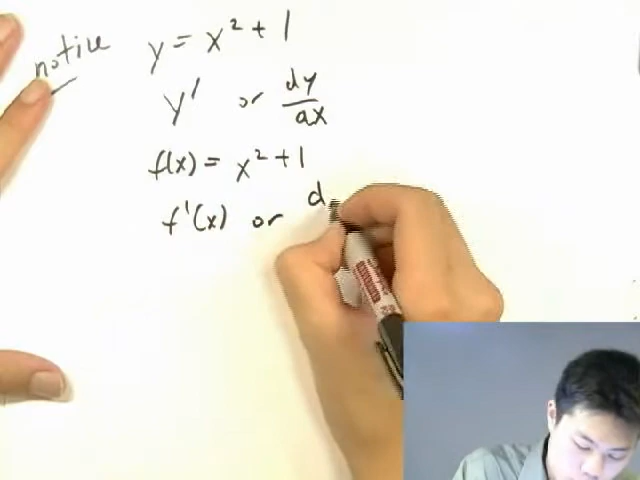 notice y = x² + 1
y' or dy/dx
f(x) = x² + 1
f'(x) or d